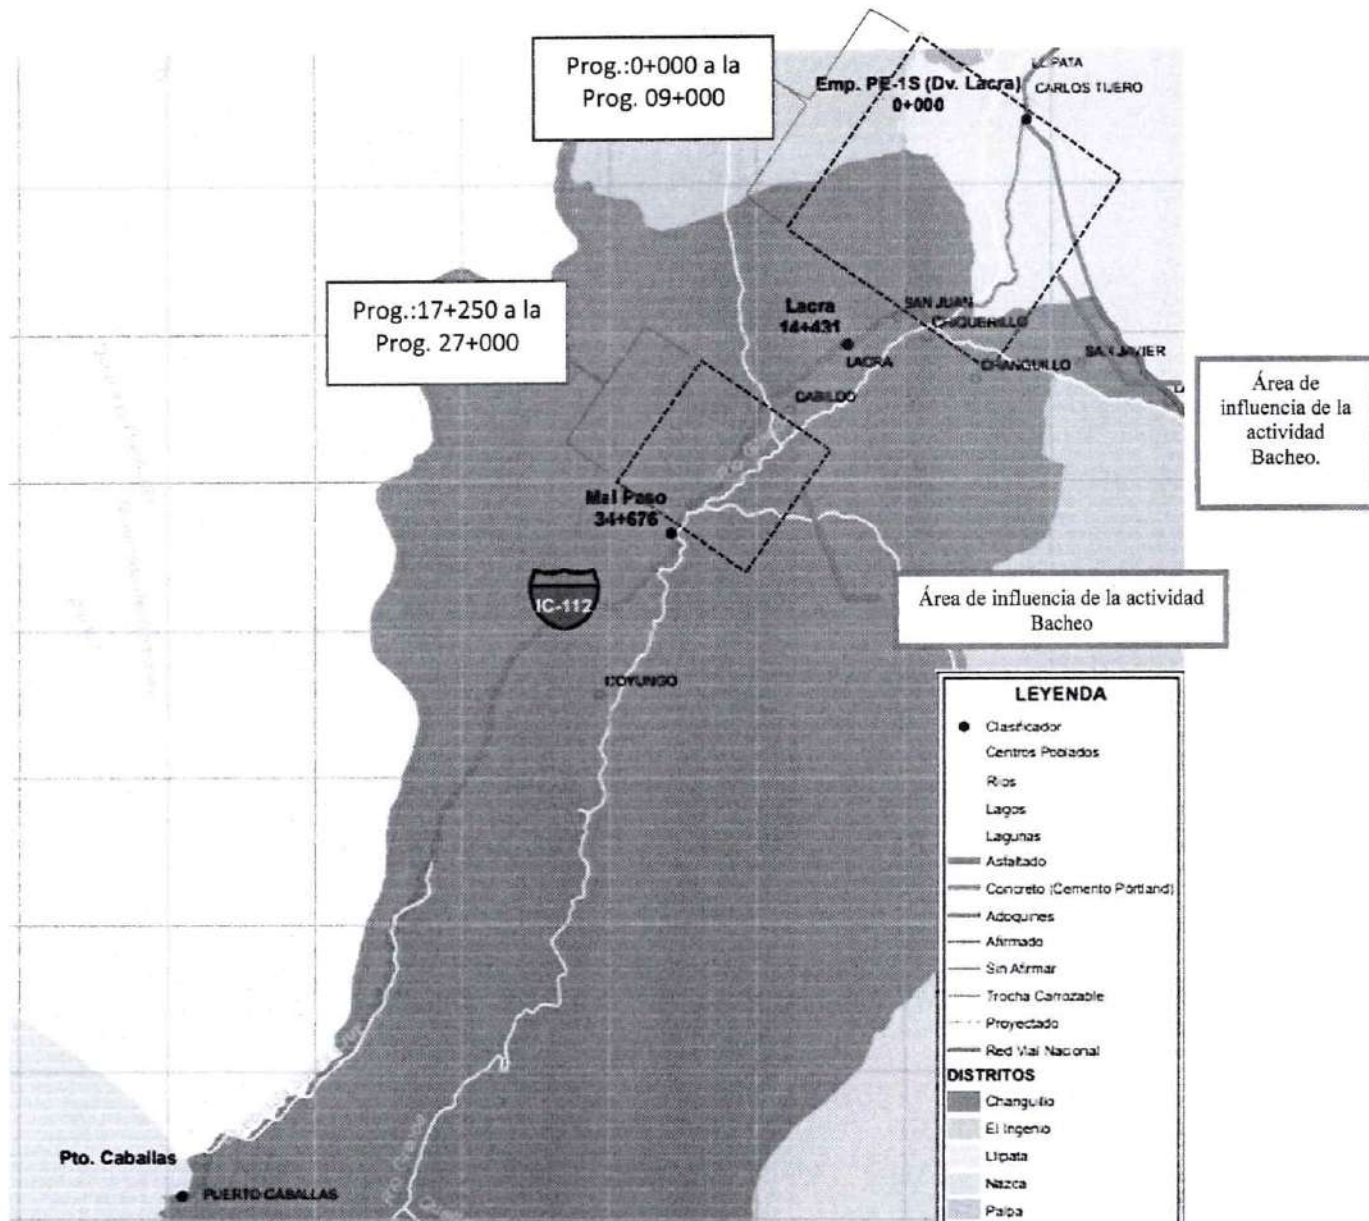 Prog.:0+000 a la
Prog. 09+000
Emp. PE-1S (Dv. Lacra)
0+000
CARLOS TIJERO
Prog.:17+250 a la
Prog. 27+000
Lacra
14+431
LACRA
SAN JUAN
CHIQUERILLO
CHANGUILLO
SAN JAVIER
CABILDO
Área de
influencia de la
actividad
Bacheo.
Mal Paso
34+676
IC-112
Área de influencia de la actividad
Bacheo
COYUNGO
LEYENDA
Clasificador
Centros Poblados
Rios
Lagos
Lagunas
Asfaltado
Concreto (Cemento Pórtland)
Adoquines
Afirmado
Sin Afirmar
Trocha Carrozable
Proyectado
Red Vial Nacional
DISTRITOS
Changuillo
El Ingenio
Llipata
Nazca
Palpa
Pto. Caballas
PUERTO CABALLAS